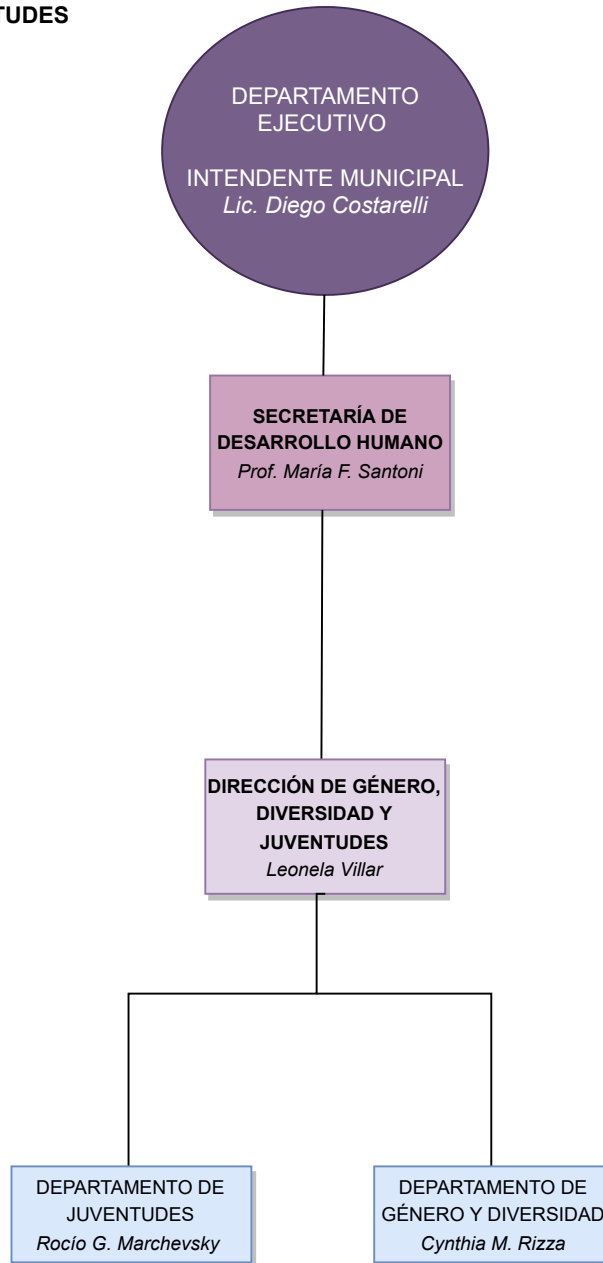 TUDES
DEPARTAMENTO
EJECUTIVO
INTENDENTE MUNICIPAL
Lic. Diego Costarelli
SECRETARÍA DE
DESARROLLO HUMANO
Prof. María F. Santoni
DIRECCIÓN DE GÉNERO,
DIVERSIDAD Y
JUVENTUDES
Leonela Villar
DEPARTAMENTO DE
JUVENTUDES
Rocío G. Marchevsky
DEPARTAMENTO DE
GÉNERO Y DIVERSIDAD
Cynthia M. Rizza